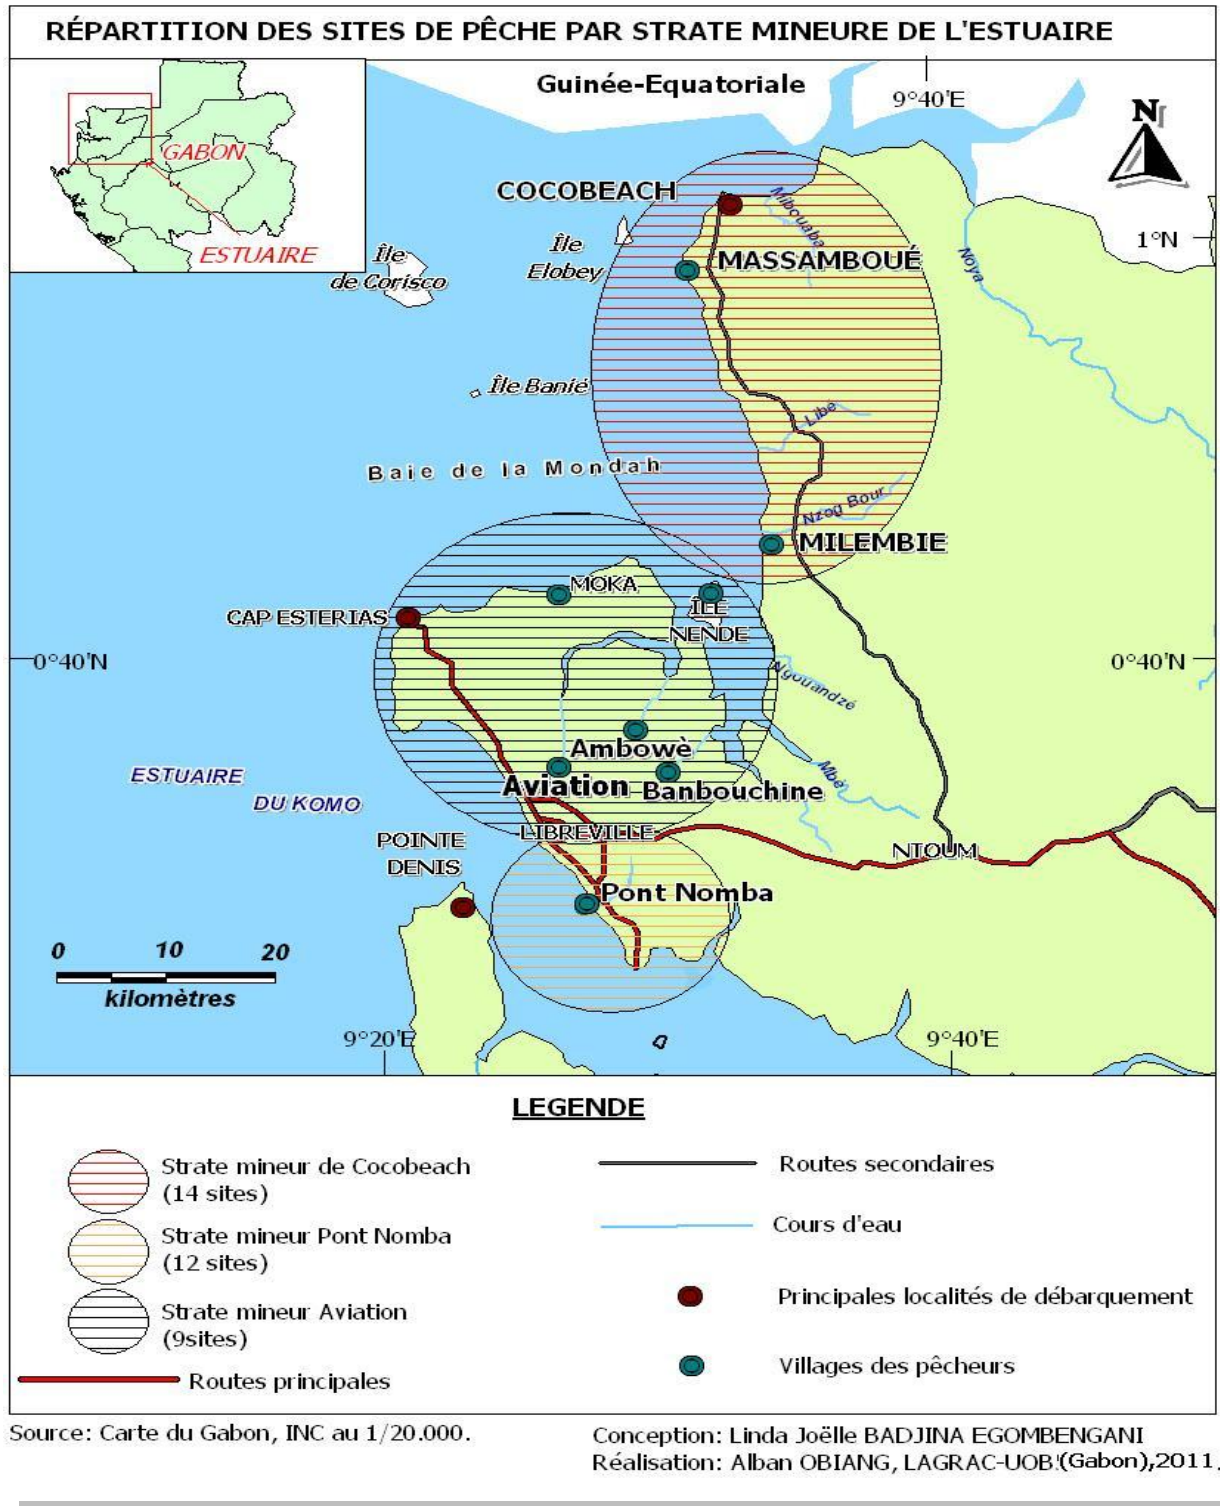 RÉPARTITION DES SITES DE PÊCHE PAR STRATE MINEURE DE L'ESTUAIRE
Guinée-Equatoriale
9°40'E
N
GABON
ESTUAIRE
COCOBEACH
Mibouaba
1°N
Île
Elobey
Île
de Corisco
MASSAMBOUÉ
Noya
Île Banié
Libé
Baie de la Mondah
Nzog Bour
MILEMBIE
MOKA
CAP ESTERIAS
ÎLE
NENDE
0°40'N
0°40'N
Ngouandzé
Ambowè
ESTUAIRE
DU KOMO
Mbé
Aviation
Banbouchine
LIBREVILLE
POINTE
DENIS
NTOUM
Pont Nomba
0 10 20
kilomètres
9°20'E
9°40'E
LEGENDE
Strate mineur de Cocobeach
(14 sites)
Strate mineur Pont Nomba
(12 sites)
Strate mineur Aviation
(9sites)
Routes principales
Routes secondaires
Cours d'eau
Principales localités de débarquement
Villages des pêcheurs
Source: Carte du Gabon, INC au 1/20.000.
Conception: Linda Joëlle BADJINA EGOMBENGANI
Réalisation: Alban OBIANG, LAGRAC-UOB (Gabon),2011.